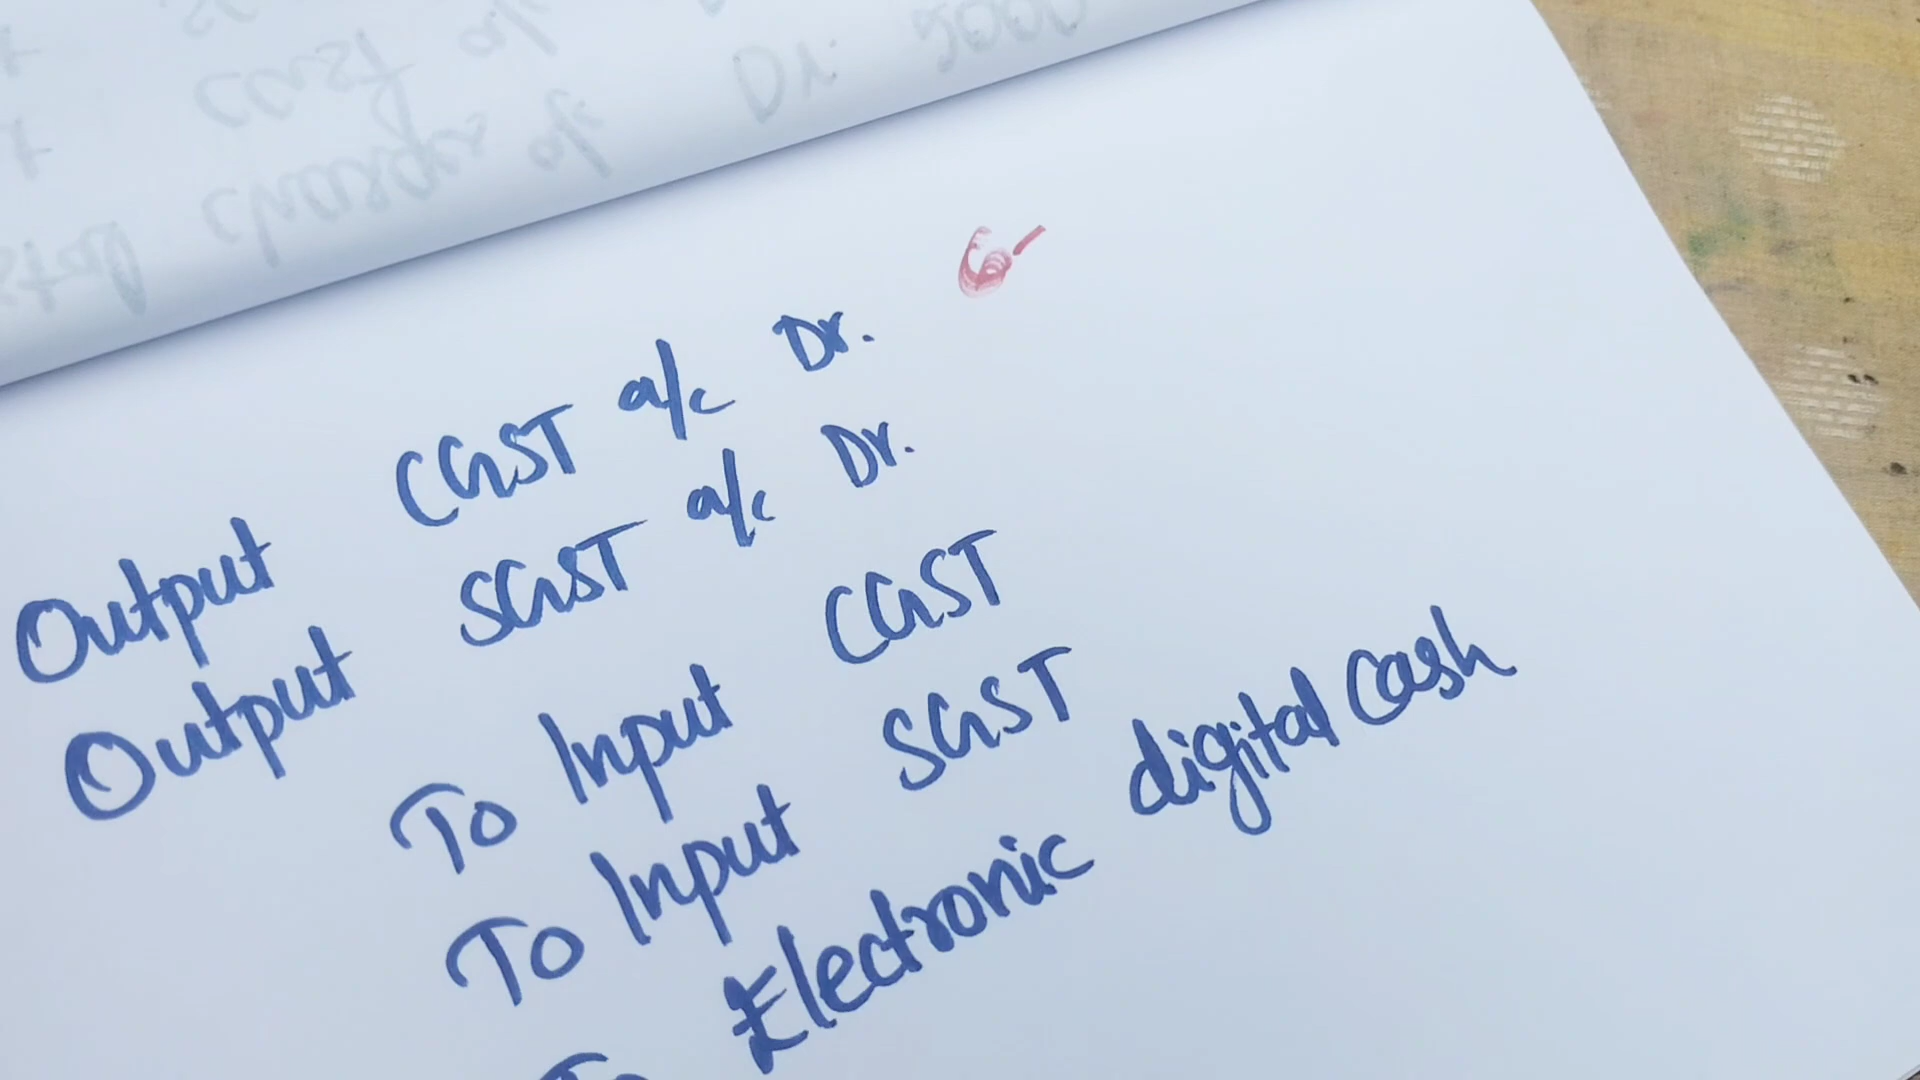 Output CGST a/c Dr.
Output SGST a/c Dr.
To Input CGST
To Input SGST
To Electronic digital cash